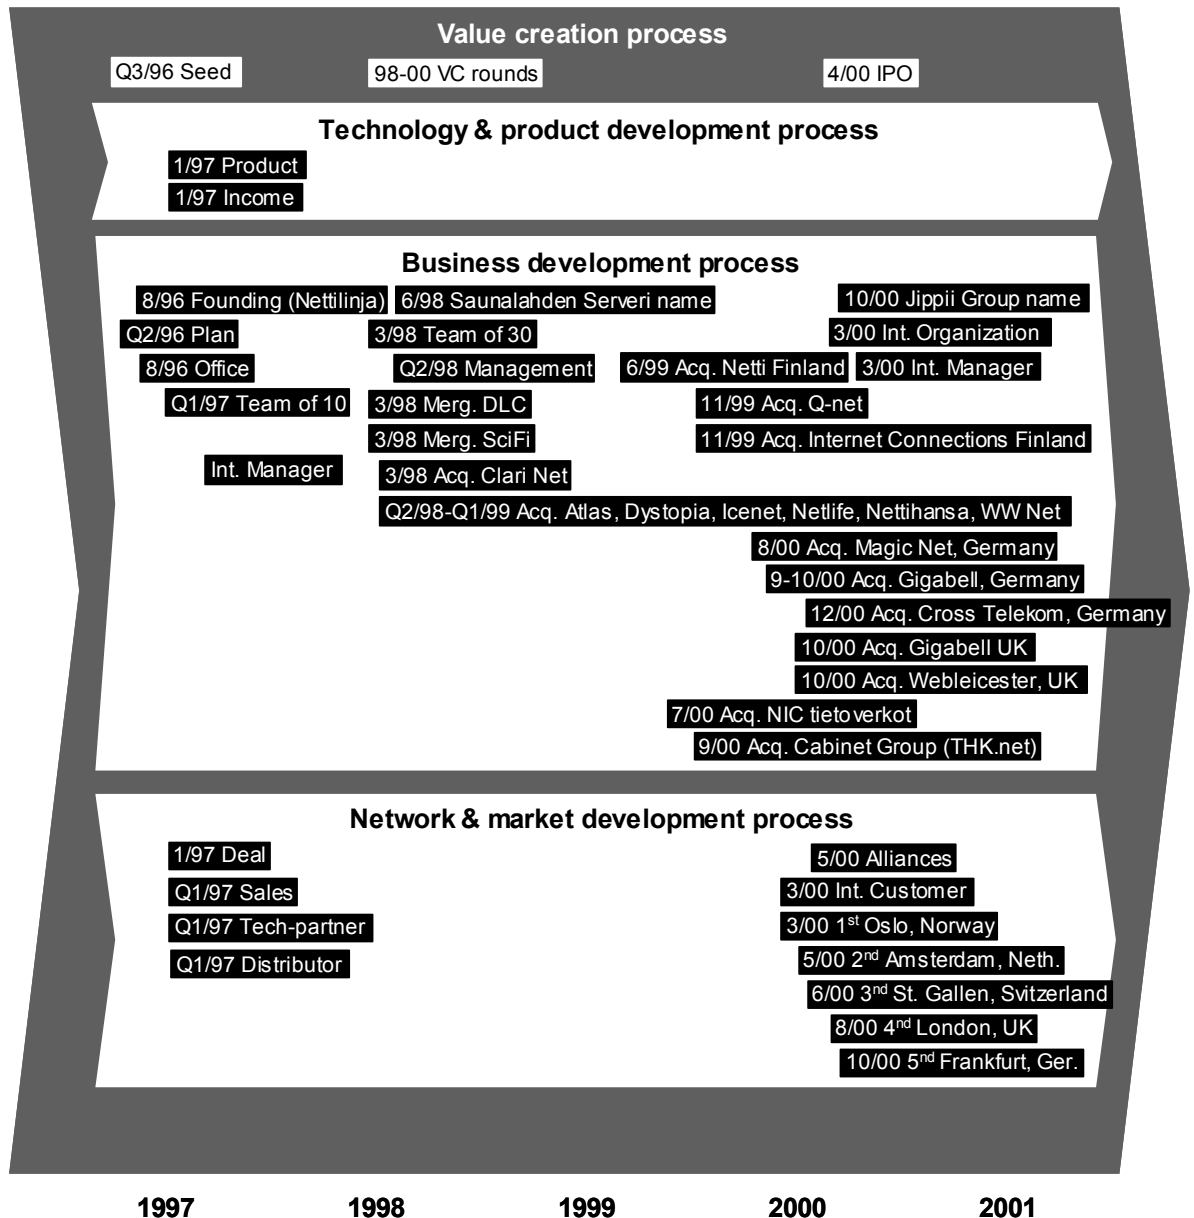 Value creation process
Q3/96 Seed
98-00 VC rounds
4/00 IPO
Technology & product development process
1/97 Product
1/97 Income
Business development process
8/96 Founding (Nettilinja)
6/98 Saunalahden Serveri name
10/00 Jippii Group name
Q2/96 Plan
3/98 Team of 30
3/00 Int. Organization
8/96 Office
Q2/98 Management
6/99 Acq. Netti Finland
3/00 Int. Manager
Q1/97 Team of 10
3/98 Merg. DLC
11/99 Acq. Q-net
3/98 Merg. SciFi
11/99 Acq. Internet Connections Finland
Int. Manager
3/98 Acq. Clari Net
Q2/98-Q1/99 Acq. Atlas, Dystopia, Icenet, Netlife, Nettihansa, WW Net
8/00 Acq. Magic Net, Germany
9-10/00 Acq. Gigabell, Germany
12/00 Acq. Cross Telekom, Germany
10/00 Acq. Gigabell UK
10/00 Acq. Webleicester, UK
7/00 Acq. NIC tietoverkot
9/00 Acq. Cabinet Group (THK.net)
Network & market development process
1/97 Deal
5/00 Alliances
Q1/97 Sales
3/00 Int. Customer
Q1/97 Tech-partner
3/00 1st Oslo, Norway
Q1/97 Distributor
5/00 2nd Amsterdam, Neth.
6/00 3nd St. Gallen, Svitzerland
8/00 4nd London, UK
10/00 5nd Frankfurt, Ger.
1997 1998 1999 2000 2001